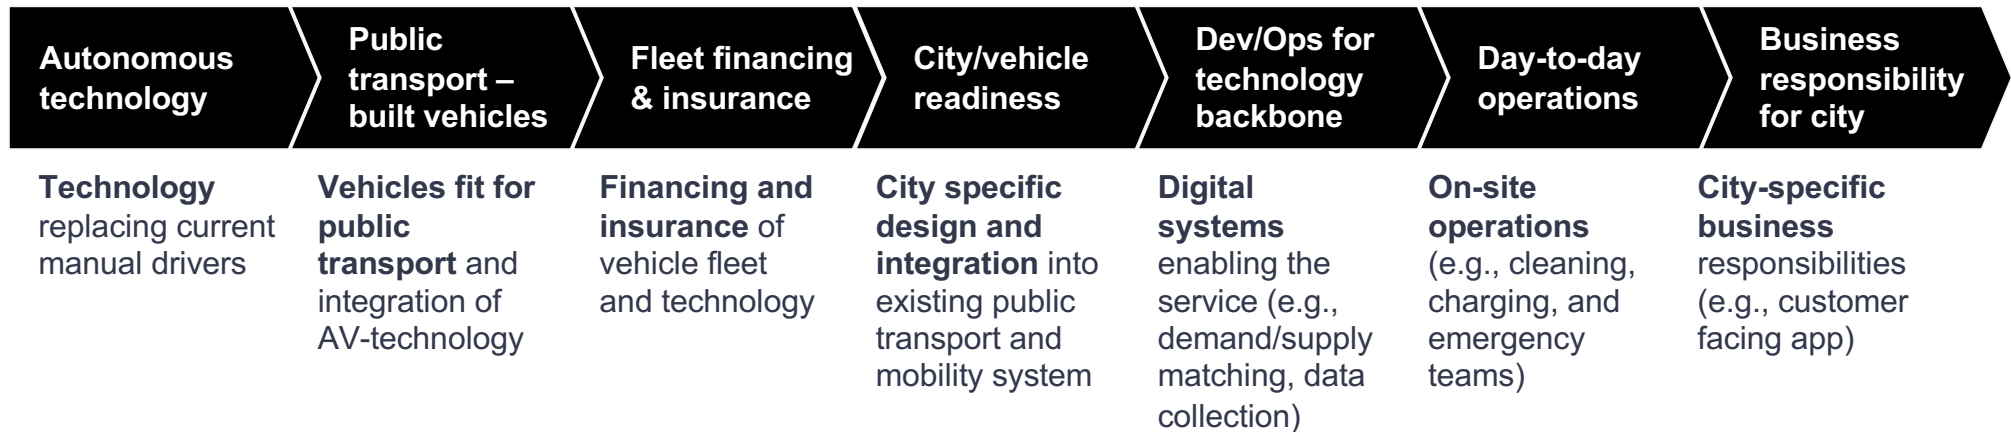 Autonomous
technology
Public
transport –
built vehicles
Fleet financing
& insurance
City/vehicle
readiness
Dev/Ops for
technology
backbone
Day-to-day
operations
Business
responsibility
for city
Technology
replacing current
manual drivers
Vehicles fit for
public
transport and
integration of
AV-technology
Financing and
insurance of
vehicle fleet
and technology
City specific
design and
integration into
existing public
transport and
mobility system
Digital
systems
enabling the
service (e.g.,
demand/supply
matching, data
collection)
On-site
operations
(e.g., cleaning,
charging, and
emergency
teams)
City-specific
business
responsibilities
(e.g., customer
facing app)